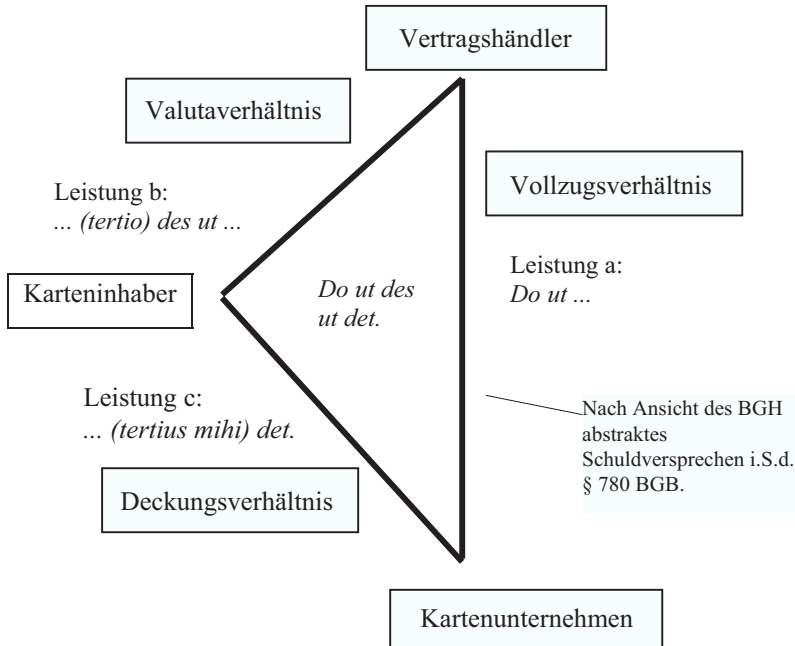 Vertragshändler
Valutaverhältnis
Vollzugsverhältnis
Leistung b:
... (tertio) des ut ...
Leistung a:
Do ut ...
Karteninhaber
Do ut des
ut det.
Leistung c:
... (tertius mihi) det.
Nach Ansicht des BGH
abstraktes
Schuldversprechen i.S.d.
§ 780 BGB.
Deckungsverhältnis
Kartenunternehmen